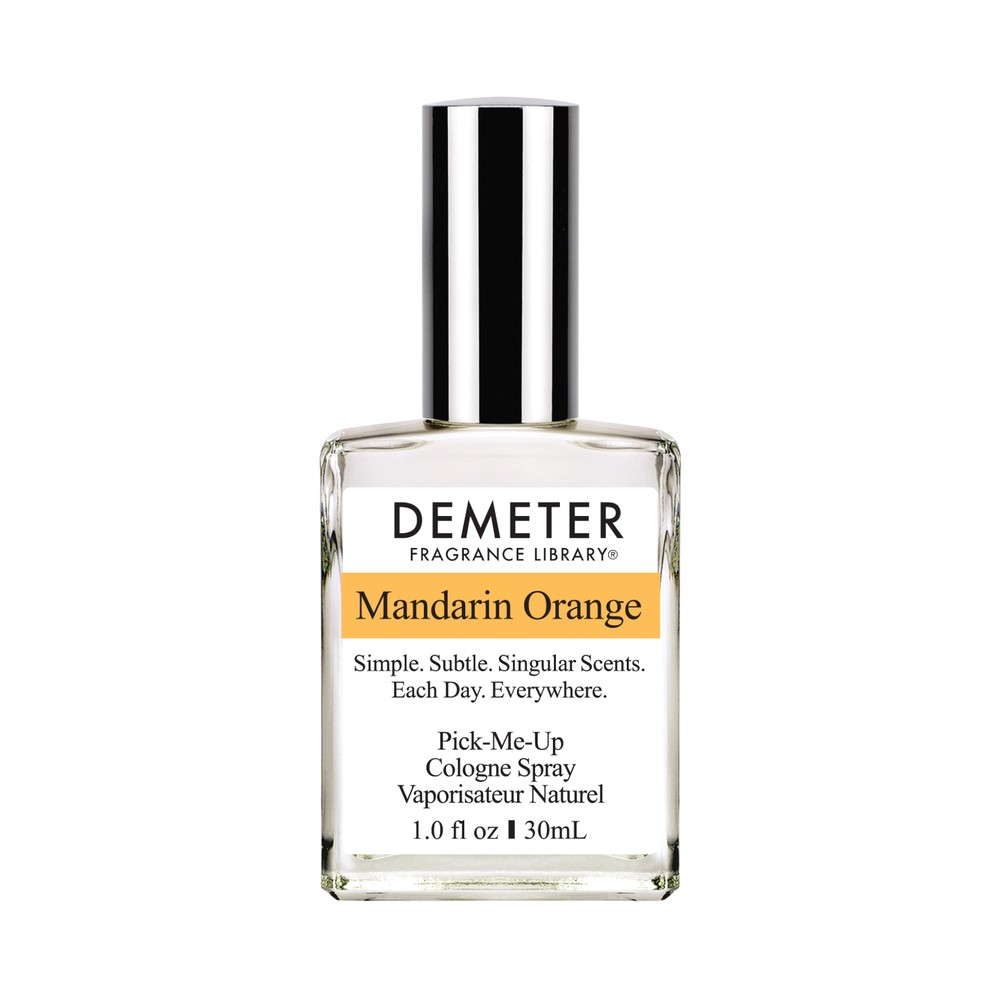 DEMETER
FRAGRANCE LIBRARY®
Mandarin Orange
Simple. Subtle. Singular Scents.
Each Day. Everywhere.
Pick-Me-Up
Cologne Spray
Vaporisateur Naturel
1.0 fl oz ▮ 30mL